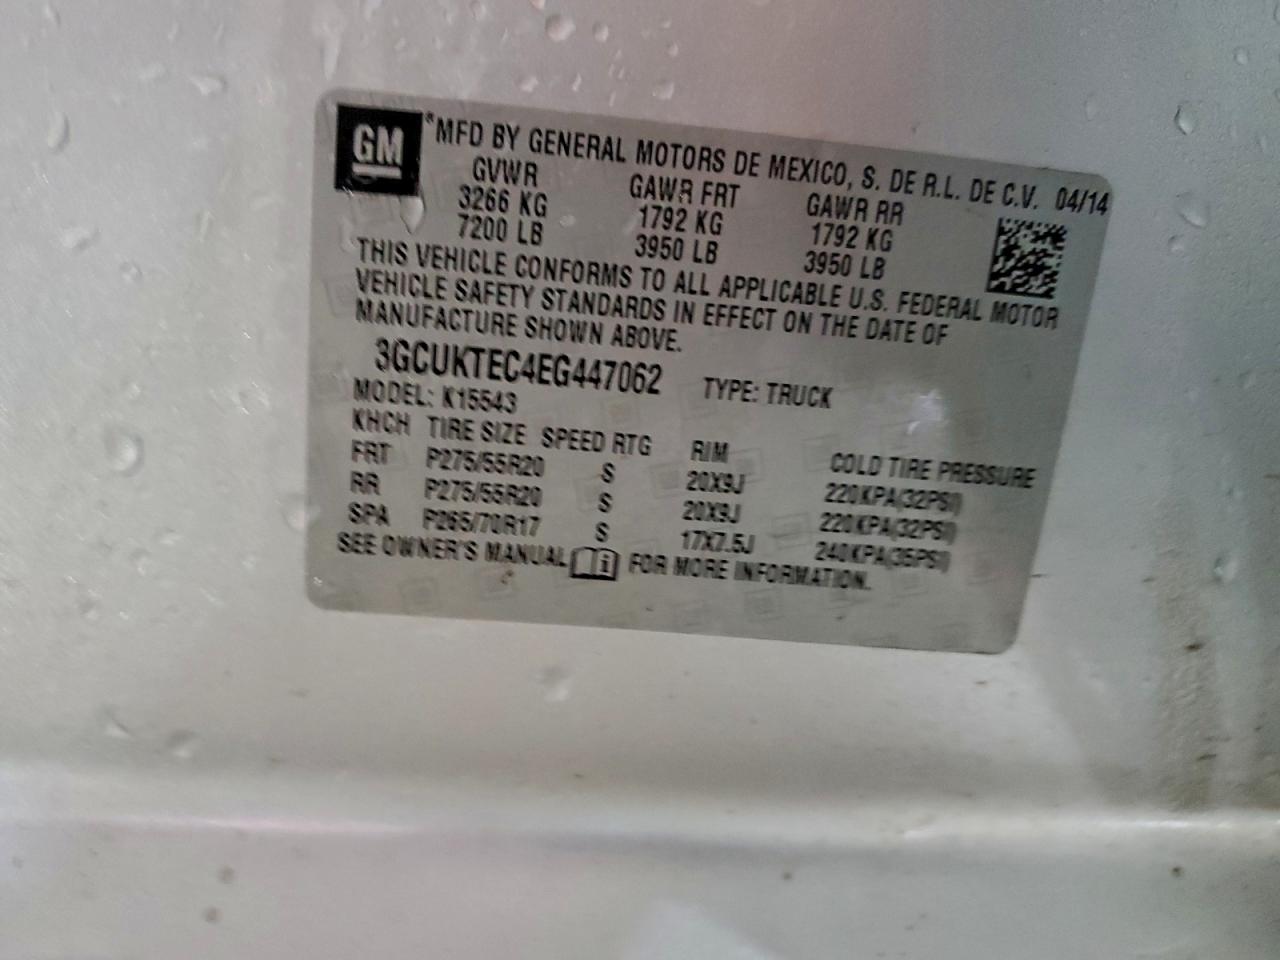 GM
*MFD BY GENERAL MOTORS DE MEXICO, S. DE R.L. DE C.V. 04/14
GVWR GAWR FRT GAWR RR
3266 KG 1792 KG 1792 KG
7200 LB 3950 LB 3950 LB
THIS VEHICLE CONFORMS TO ALL APPLICABLE U.S. FEDERAL MOTOR
VEHICLE SAFETY STANDARDS IN EFFECT ON THE DATE OF
MANUFACTURE SHOWN ABOVE.
3GCUKTEC4EG447062 TYPE: TRUCK
MODEL: K15543
KHCH TIRE SIZE SPEED RTG RIM COLD TIRE PRESSURE
FRT P275/55R20 S 20X9J 220KPA(32PSI)
RR P275/55R20 S 20X9J 220KPA(32PSI)
SPA P265/70R17 S 17X7.5J 240KPA(35PSI)
SEE OWNER'S MANUAL FOR MORE INFORMATION.